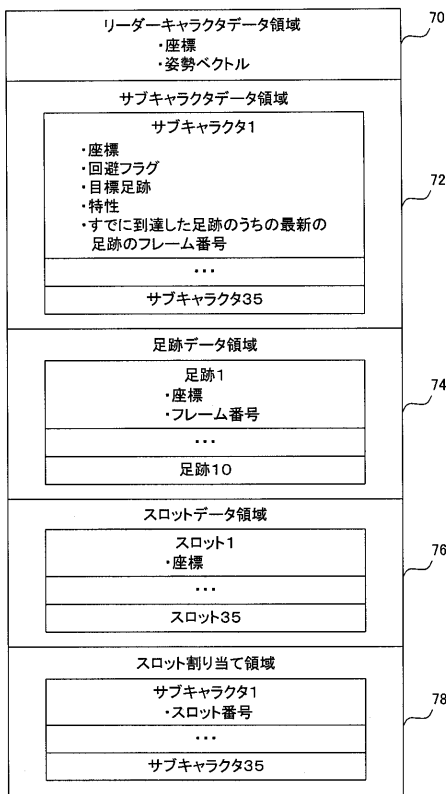 リーダーキャラクタデータ領域
・座標
・姿勢ベクトル
70
サブキャラクタデータ領域
サブキャラクタ1
・座標
・回避フラグ
・目標足跡
・特性
・すでに到達した足跡のうちの最新の
足跡のフレーム番号
・・・
サブキャラクタ35
72
足跡データ領域
足跡1
・座標
・フレーム番号
・・・
足跡10
74
スロットデータ領域
スロット1
・座標
・・・
スロット35
76
スロット割り当て領域
サブキャラクタ1
・スロット番号
・・・
サブキャラクタ35
78